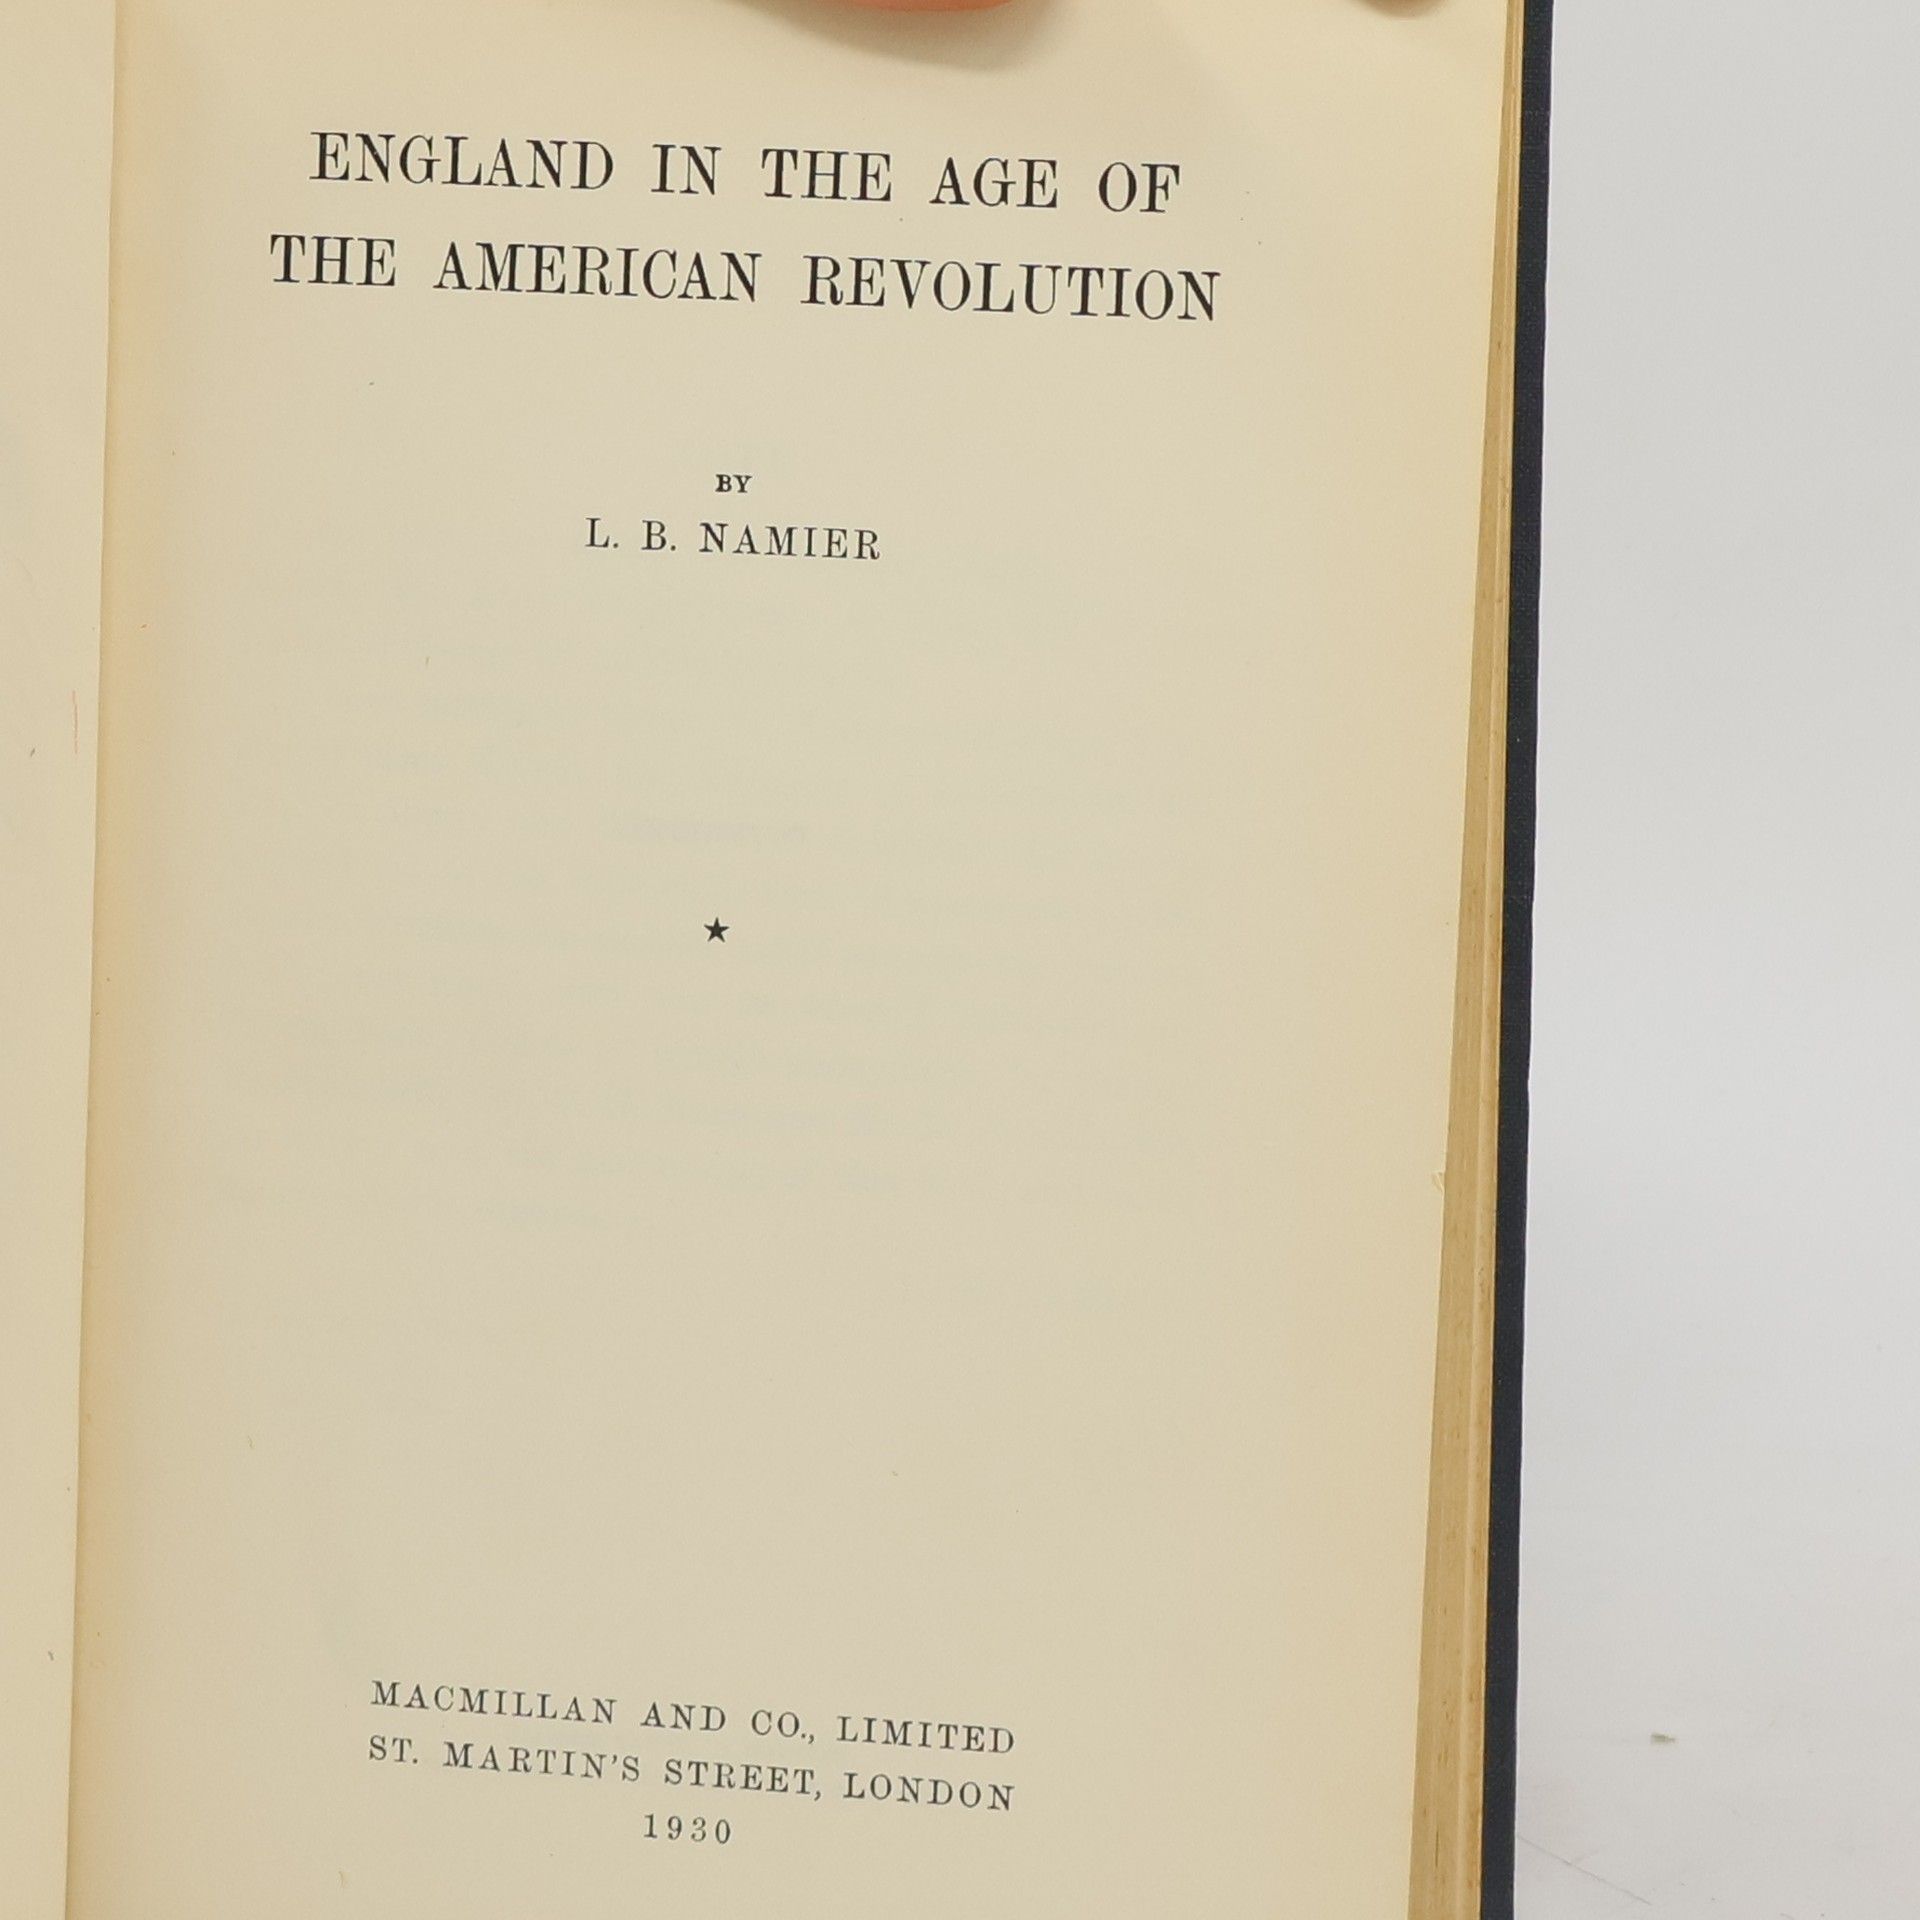 ENGLAND IN THE AGE OF
THE AMERICAN REVOLUTION
BY
L. B. NAMIER
★
MACMILLAN AND CO., LIMITED
ST. MARTIN'S STREET, LONDON
1930